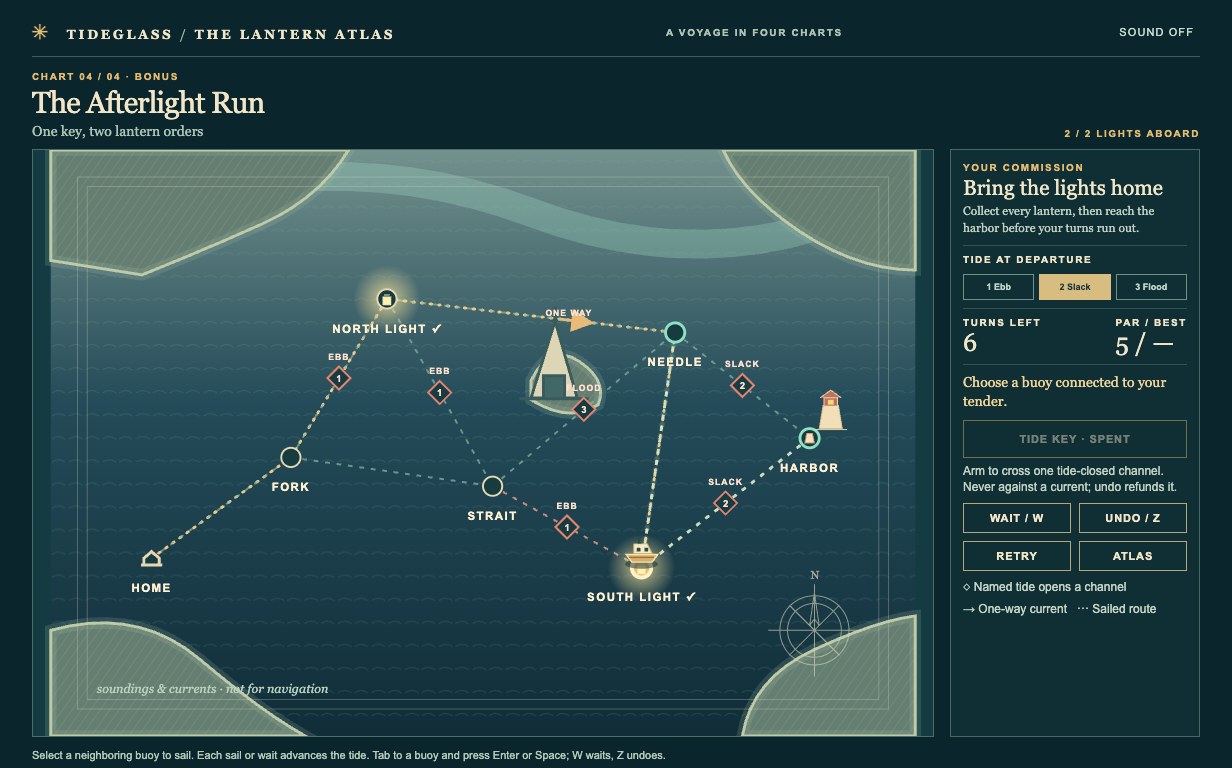 TIDEGLASS / THE LANTERN ATLAS
A VOYAGE IN FOUR CHARTS
SOUND OFF
CHART 04 / 04 · BONUS
The Afterlight Run
One key, two lantern orders
2 / 2 LIGHTS ABOARD
ONE WAY
NORTH LIGHT ✓
NEEDLE
EBB
1
EBB
1
FLOOD
3
SLACK
2
HARBOR
FORK
STRAIT
SLACK
2
EBB
1
HOME
SOUTH LIGHT ✓
N
soundings & currents · not for navigation
YOUR COMMISSION
Bring the lights home
Collect every lantern, then reach the
harbor before your turns run out.
TIDE AT DEPARTURE
1 Ebb
2 Slack
3 Flood
TURNS LEFT
6
PAR / BEST
5 / —
Choose a buoy connected to your
tender.
TIDE KEY · SPENT
Arm to cross one tide-closed channel.
Never against a current; undo refunds it.
WAIT / W
UNDO / Z
RETRY
ATLAS
◇ Named tide opens a channel
→ One-way current ··· Sailed route
Select a neighboring buoy to sail. Each sail or wait advances the tide. Tab to a buoy and press Enter or Space; W waits, Z undoes.